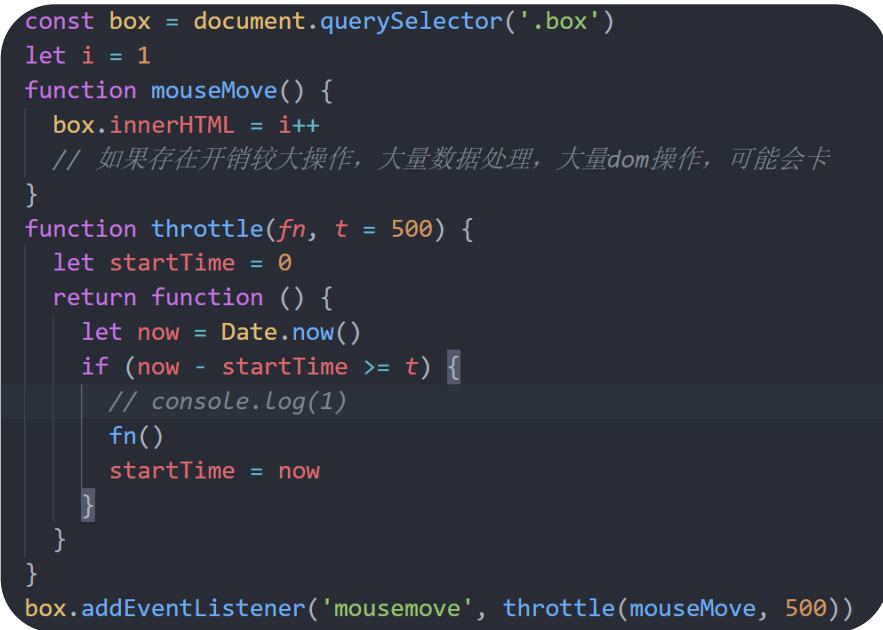 const box = document.querySelector('.box')
let i = 1
function mouseMove() {
  box.innerHTML = i++
  // 如果存在开销较大操作，大量数据处理，大量dom操作，可能会卡
}
function throttle(fn, t = 500) {
  let startTime = 0
  return function () {
    let now = Date.now()
    if (now - startTime >= t) {
      // console.log(1)
      fn()
      startTime = now
    }
  }
}
box.addEventListener('mousemove', throttle(mouseMove, 500))